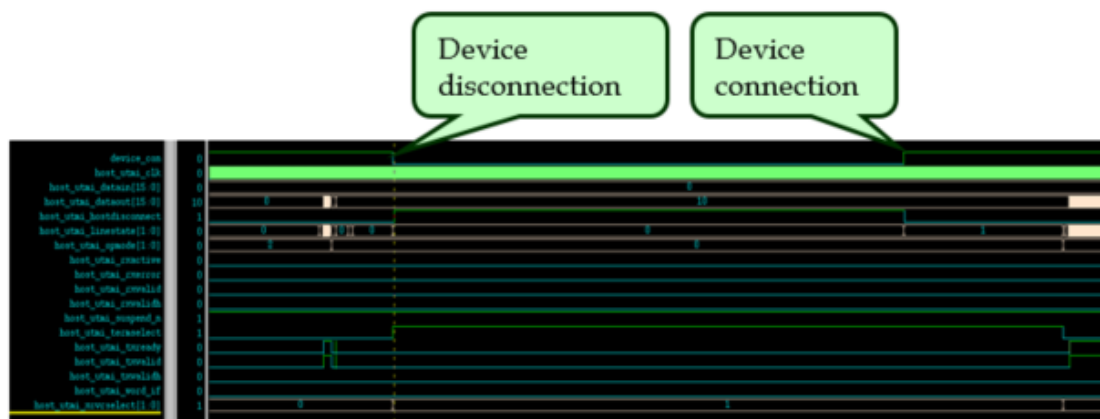 Device
disconnection
Device
connection
device_con 0
host_utmi_clk 0
host_utmi_datain[15:0] 0 0
host_utmi_dataout[15:0] 10 0 10
host_utmi_hostdisconnect 1
host_utmi_linestate[1:0] 0 0 0 0 0 1
host_utmi_opmode[1:0] 0 2 0
host_utmi_rxactive 0
host_utmi_rxerror 0
host_utmi_rxvalid 0
host_utmi_rxvalidh 0
host_utmi_suspend_n 1
host_utmi_termselect 1
host_utmi_txready 0
host_utmi_txvalid 0
host_utmi_txvalidh 0
host_utmi_word_if 0
host_utmi_xcvrselect[1:0] 1 0 1